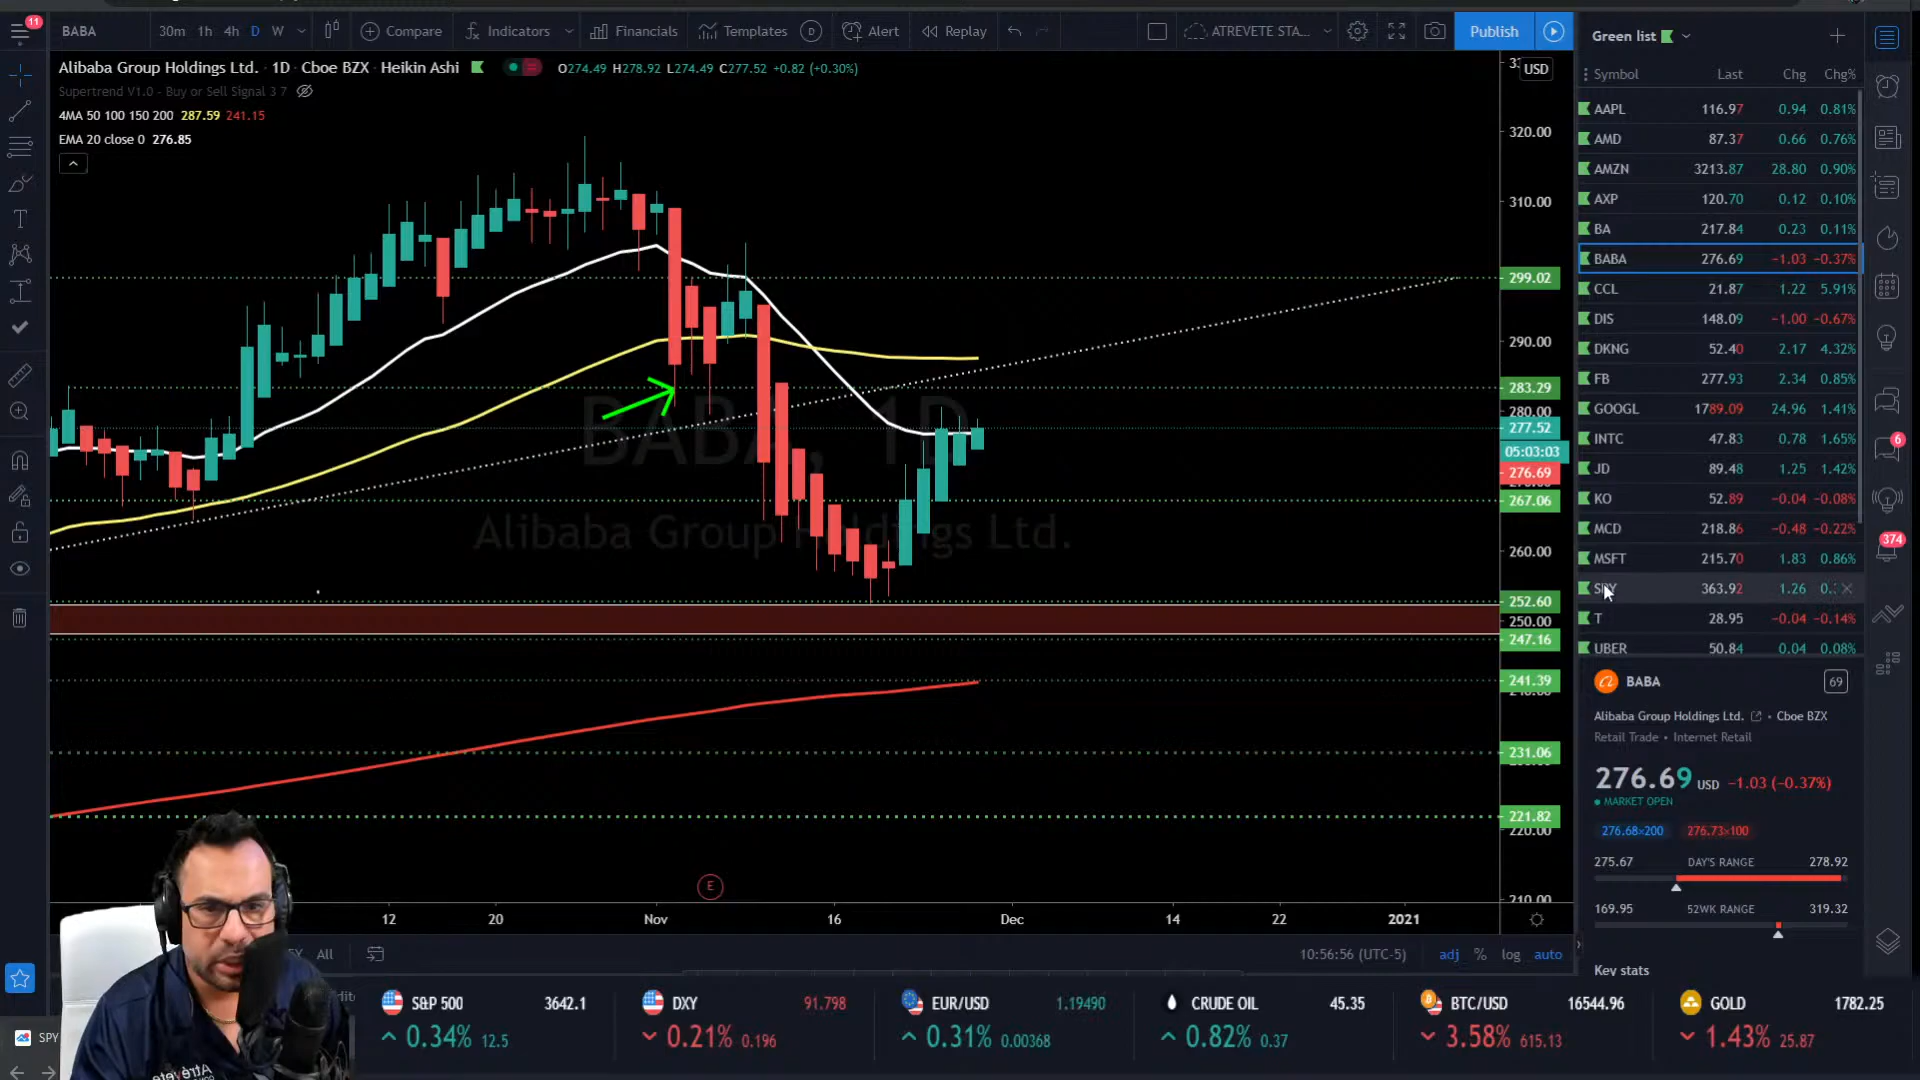 11
BABA 30m 1h 4h D W Compare Indicators Financials Templates D Alert Replay ATREVETE STA... Publish
Alibaba Group Holdings Ltd. · 1D · Cboe BZX · Heikin Ashi O274.49 H278.92 L274.49 C277.52 +0.82 (+0.30%)
Supertrend V1.0 - Buy or Sell Signal 3 7
4MA 50 100 150 200 287.59 241.15
EMA 20 close 0 276.85
USD
320.00
310.00
299.02
290.00
283.29
280.00
277.52
05:03:03
276.69
267.06
260.00
252.60
250.00
247.16
241.39
231.06
221.82
220.00
210.00
BABA, 1D
Alibaba Group Holdings Ltd.
E
12 20 Nov 16 Dec 14 22 2021
All 10:56:56 (UTC-5) adj % log auto
Green list
Symbol Last Chg Chg%
AAPL 116.97 0.94 0.81%
AMD 87.37 0.66 0.76%
AMZN 3213.87 28.80 0.90%
AXP 120.70 0.12 0.10%
BA 217.84 0.23 0.11%
BABA 276.69 −1.03 −0.37%
CCL 21.87 1.22 5.91%
DIS 148.09 −1.00 −0.67%
DKNG 52.40 2.17 4.32%
FB 277.93 2.34 0.85%
GOOGL 1789.09 24.96 1.41%
INTC 47.83 0.78 1.65%
JD 89.48 1.25 1.42%
KO 52.89 −0.04 −0.08%
MCD 218.86 −0.48 −0.22%
MSFT 215.70 1.83 0.86%
SPY 363.92 1.26 0.
T 28.95 −0.04 −0.14%
UBER 50.84 0.04 0.08%
6
374
BABA 69
Alibaba Group Holdings Ltd. • Cboe BZX
Retail Trade • Internet Retail
276.69 USD −1.03 (−0.37%)
MARKET OPEN
276.68×200 276.73×100
275.67 DAY'S RANGE 278.92
169.95 52WK RANGE 319.32
Key stats
S&P 500 3642.1
0.34% 12.5
DXY 91.798
0.21% 0.196
EUR/USD 1.19490
0.31% 0.00368
CRUDE OIL 45.35
0.82% 0.37
BTC/USD 16544.96
3.58% 615.13
GOLD 1782.25
1.43% 25.87
SPY
Atrévete